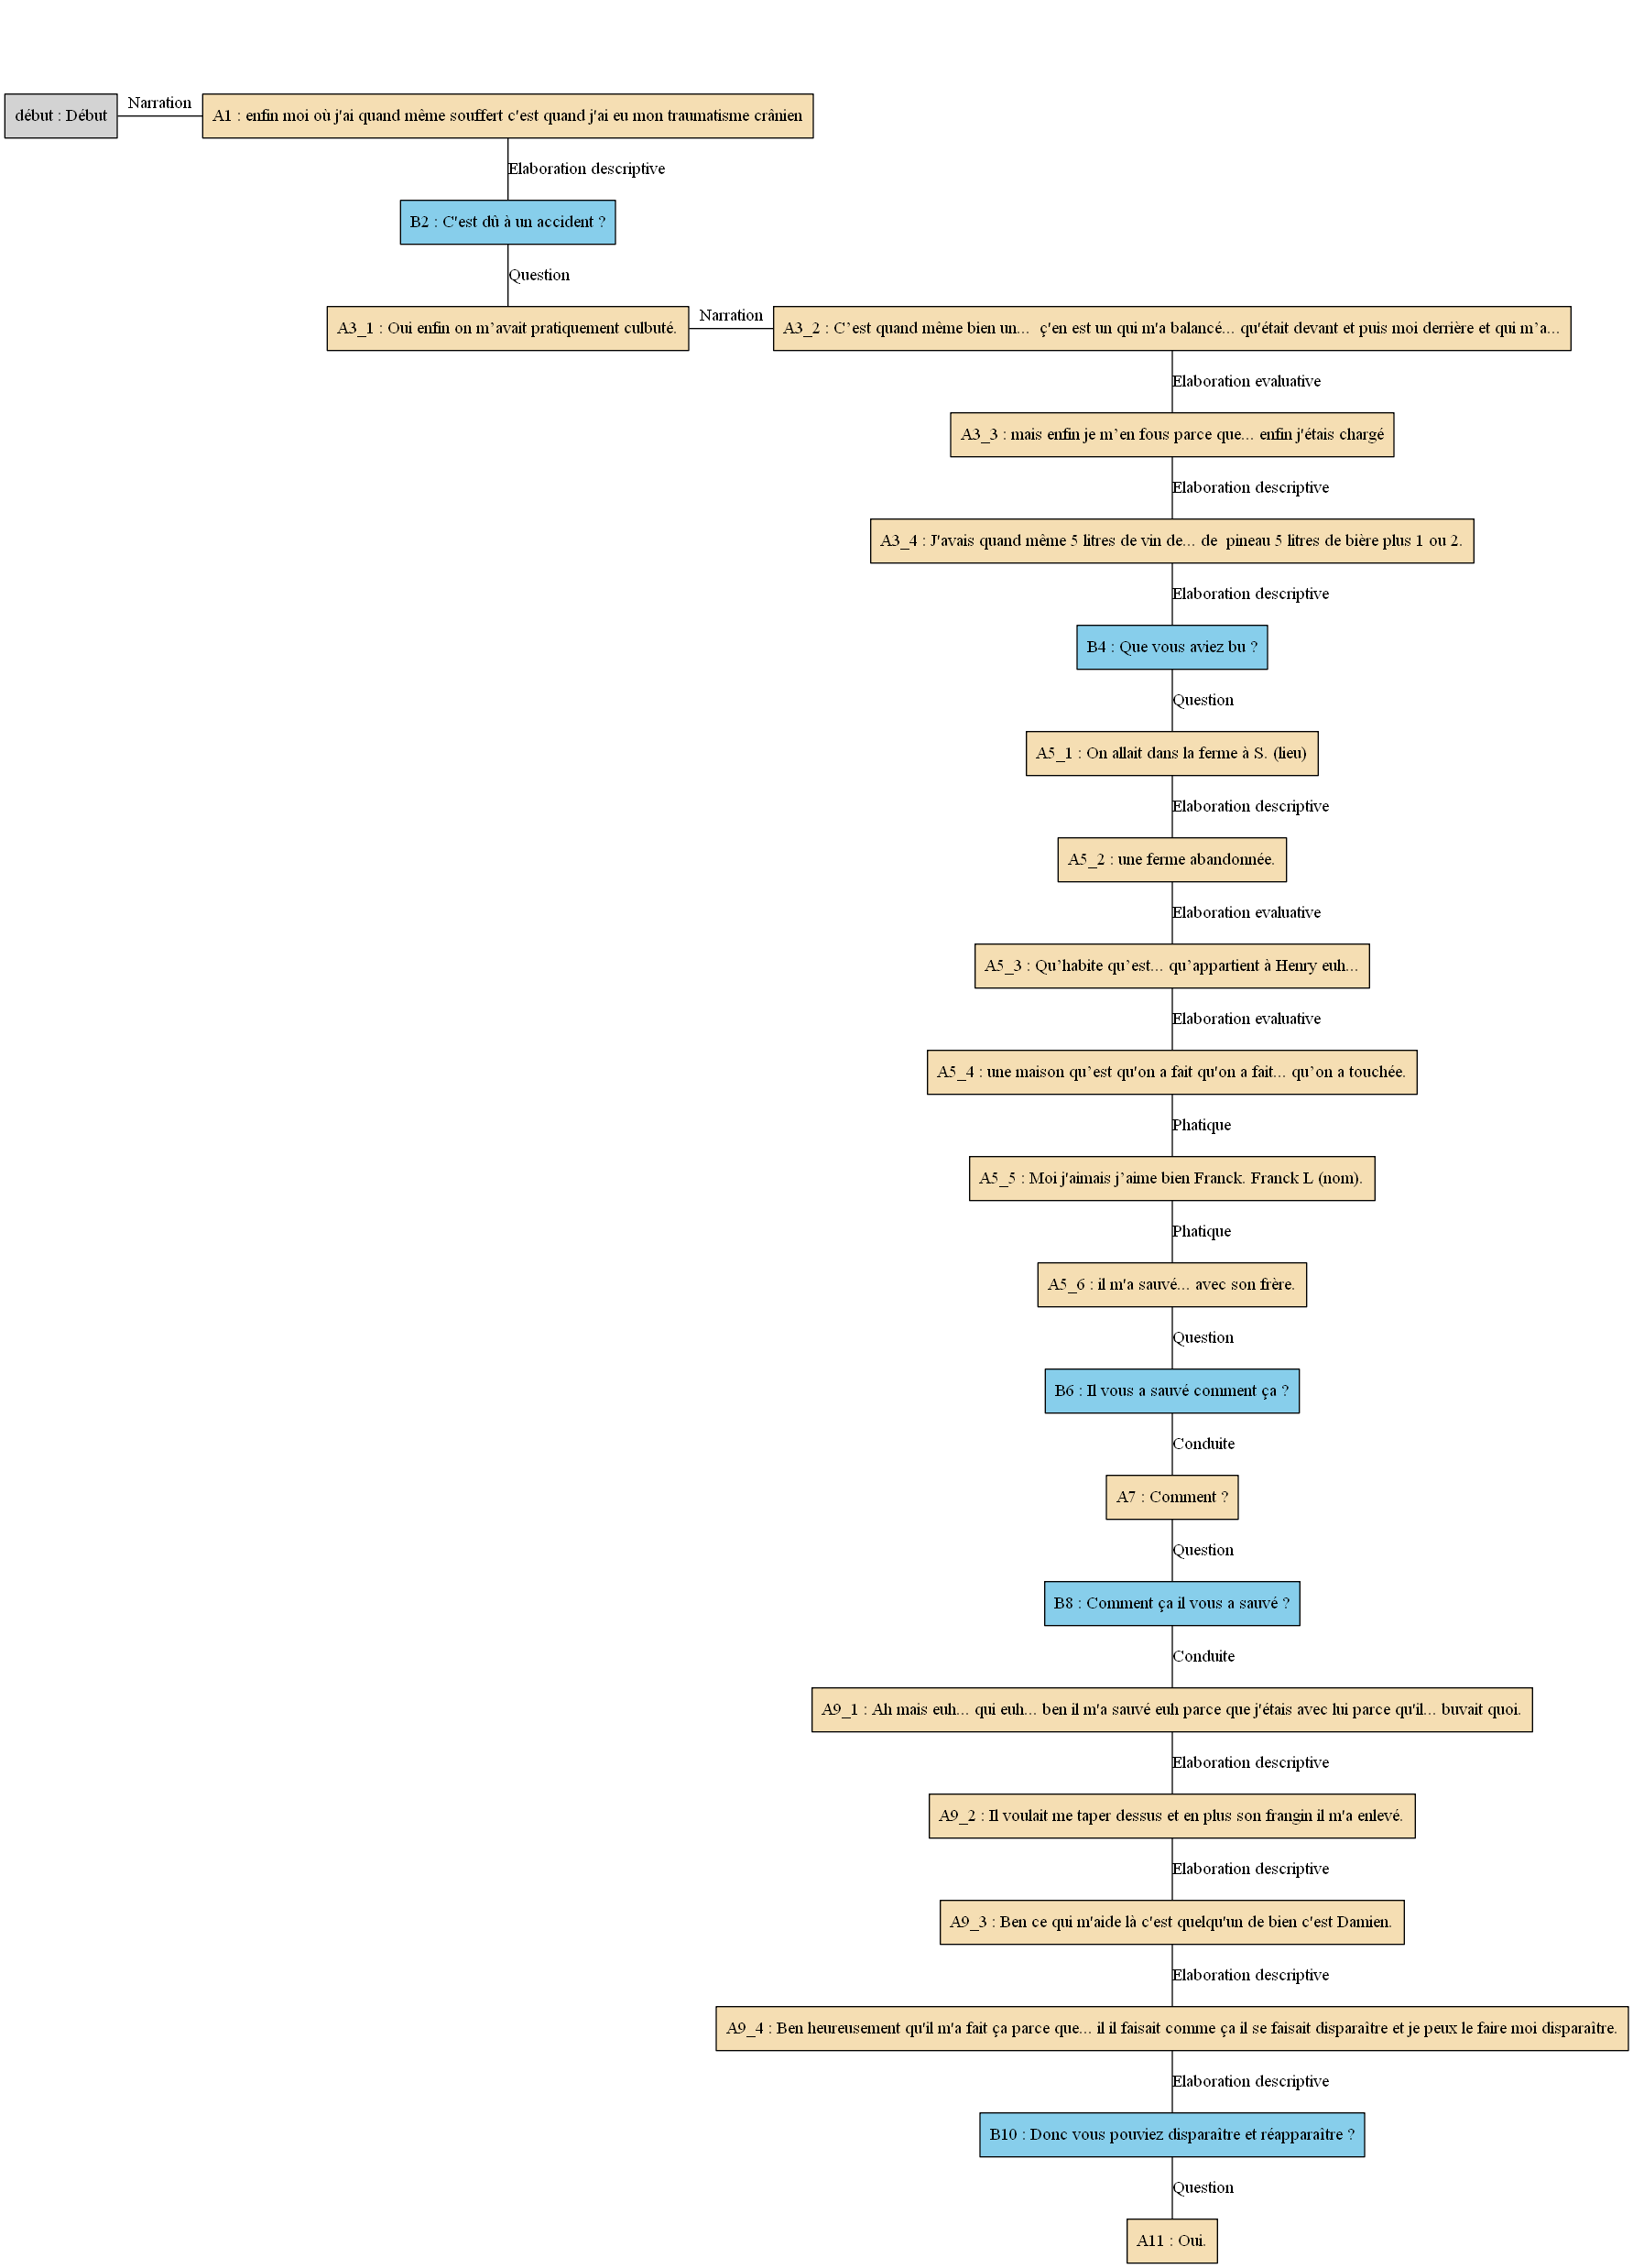 début : Début
Narration
A1 : enfin moi où j'ai quand même souffert c'est quand j'ai eu mon traumatisme crânien
Elaboration descriptive
B2 : C'est dû à un accident ?
Question
A3_1 : Oui enfin on m’avait pratiquement culbuté.
Narration
A3_2 : C’est quand même bien un...  ç'en est un qui m'a balancé... qu'était devant et puis moi derrière et qui m’a...
Elaboration evaluative
A3_3 : mais enfin je m’en fous parce que... enfin j'étais chargé
Elaboration descriptive
A3_4 : J'avais quand même 5 litres de vin de... de  pineau 5 litres de bière plus 1 ou 2.
Elaboration descriptive
B4 : Que vous aviez bu ?
Question
A5_1 : On allait dans la ferme à S. (lieu)
Elaboration descriptive
A5_2 : une ferme abandonnée.
Elaboration evaluative
A5_3 : Qu’habite qu’est... qu’appartient à Henry euh...
Elaboration evaluative
A5_4 : une maison qu’est qu'on a fait qu'on a fait... qu’on a touchée.
Phatique
A5_5 : Moi j'aimais j’aime bien Franck. Franck L (nom).
Phatique
A5_6 : il m'a sauvé... avec son frère.
Question
B6 : Il vous a sauvé comment ça ?
Conduite
A7 : Comment ?
Question
B8 : Comment ça il vous a sauvé ?
Conduite
A9_1 : Ah mais euh... qui euh... ben il m'a sauvé euh parce que j'étais avec lui parce qu'il... buvait quoi.
Elaboration descriptive
A9_2 : Il voulait me taper dessus et en plus son frangin il m'a enlevé.
Elaboration descriptive
A9_3 : Ben ce qui m'aide là c'est quelqu'un de bien c'est Damien.
Elaboration descriptive
A9_4 : Ben heureusement qu'il m'a fait ça parce que... il il faisait comme ça il se faisait disparaître et je peux le faire moi disparaître.
Elaboration descriptive
B10 : Donc vous pouviez disparaître et réapparaître ?
Question
A11 : Oui.